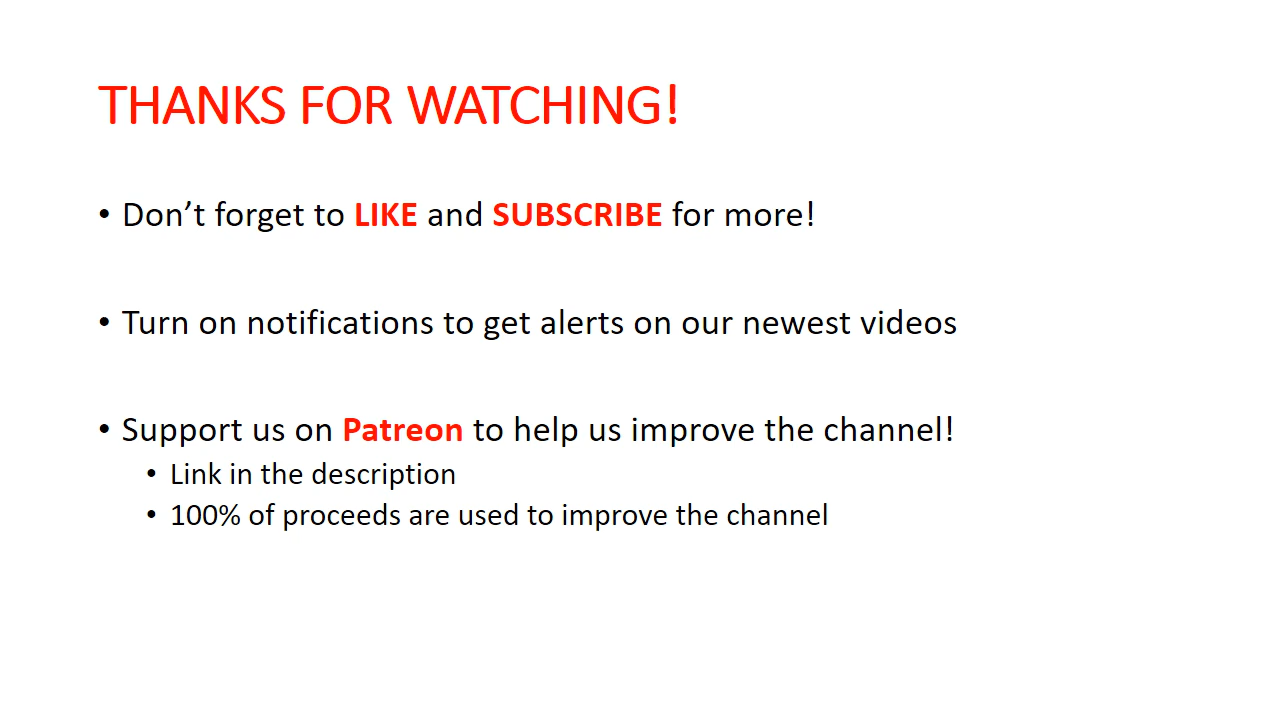 THANKS FOR WATCHING!
• Don’t forget to LIKE and SUBSCRIBE for more!
• Turn on notifications to get alerts on our newest videos
• Support us on Patreon to help us improve the channel!
• Link in the description
• 100% of proceeds are used to improve the channel